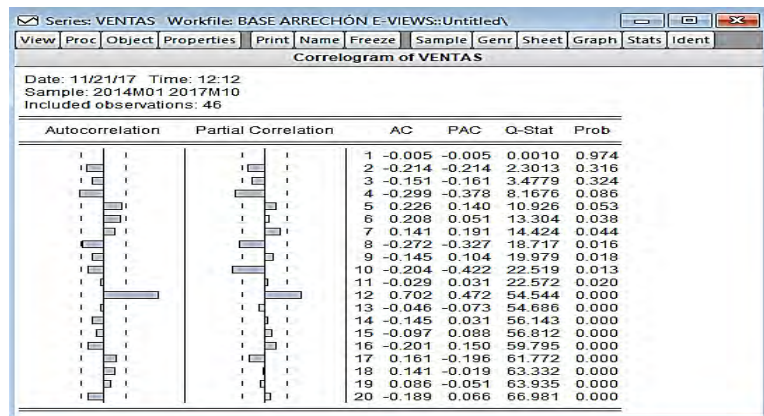 Series: VENTAS Workfile: BASE ARRECHÓN E-VIEWS::Untitled\
View Proc Object Properties Print Name Freeze Sample Genr Sheet Graph Stats Ident
Correlogram of VENTAS
Date: 11/21/17 Time: 12:12
Sample: 2014M01 2017M10
Included observations: 46
Autocorrelation Partial Correlation AC PAC Q-Stat Prob
1 -0.005 -0.005 0.0010 0.974
2 -0.214 -0.214 2.3013 0.316
3 -0.151 -0.161 3.4779 0.324
4 -0.299 -0.378 8.1676 0.086
5 0.226 0.140 10.926 0.053
6 0.208 0.051 13.304 0.038
7 0.141 0.191 14.424 0.044
8 -0.272 -0.327 18.717 0.016
9 -0.145 0.104 19.979 0.018
10 -0.204 -0.422 22.519 0.013
11 -0.029 0.031 22.572 0.020
12 0.702 0.472 54.544 0.000
13 -0.046 -0.073 54.686 0.000
14 -0.145 0.031 56.143 0.000
15 -0.097 0.088 56.812 0.000
16 -0.201 0.150 59.795 0.000
17 0.161 -0.196 61.772 0.000
18 0.141 -0.019 63.332 0.000
19 0.086 -0.051 63.935 0.000
20 -0.189 0.066 66.981 0.000